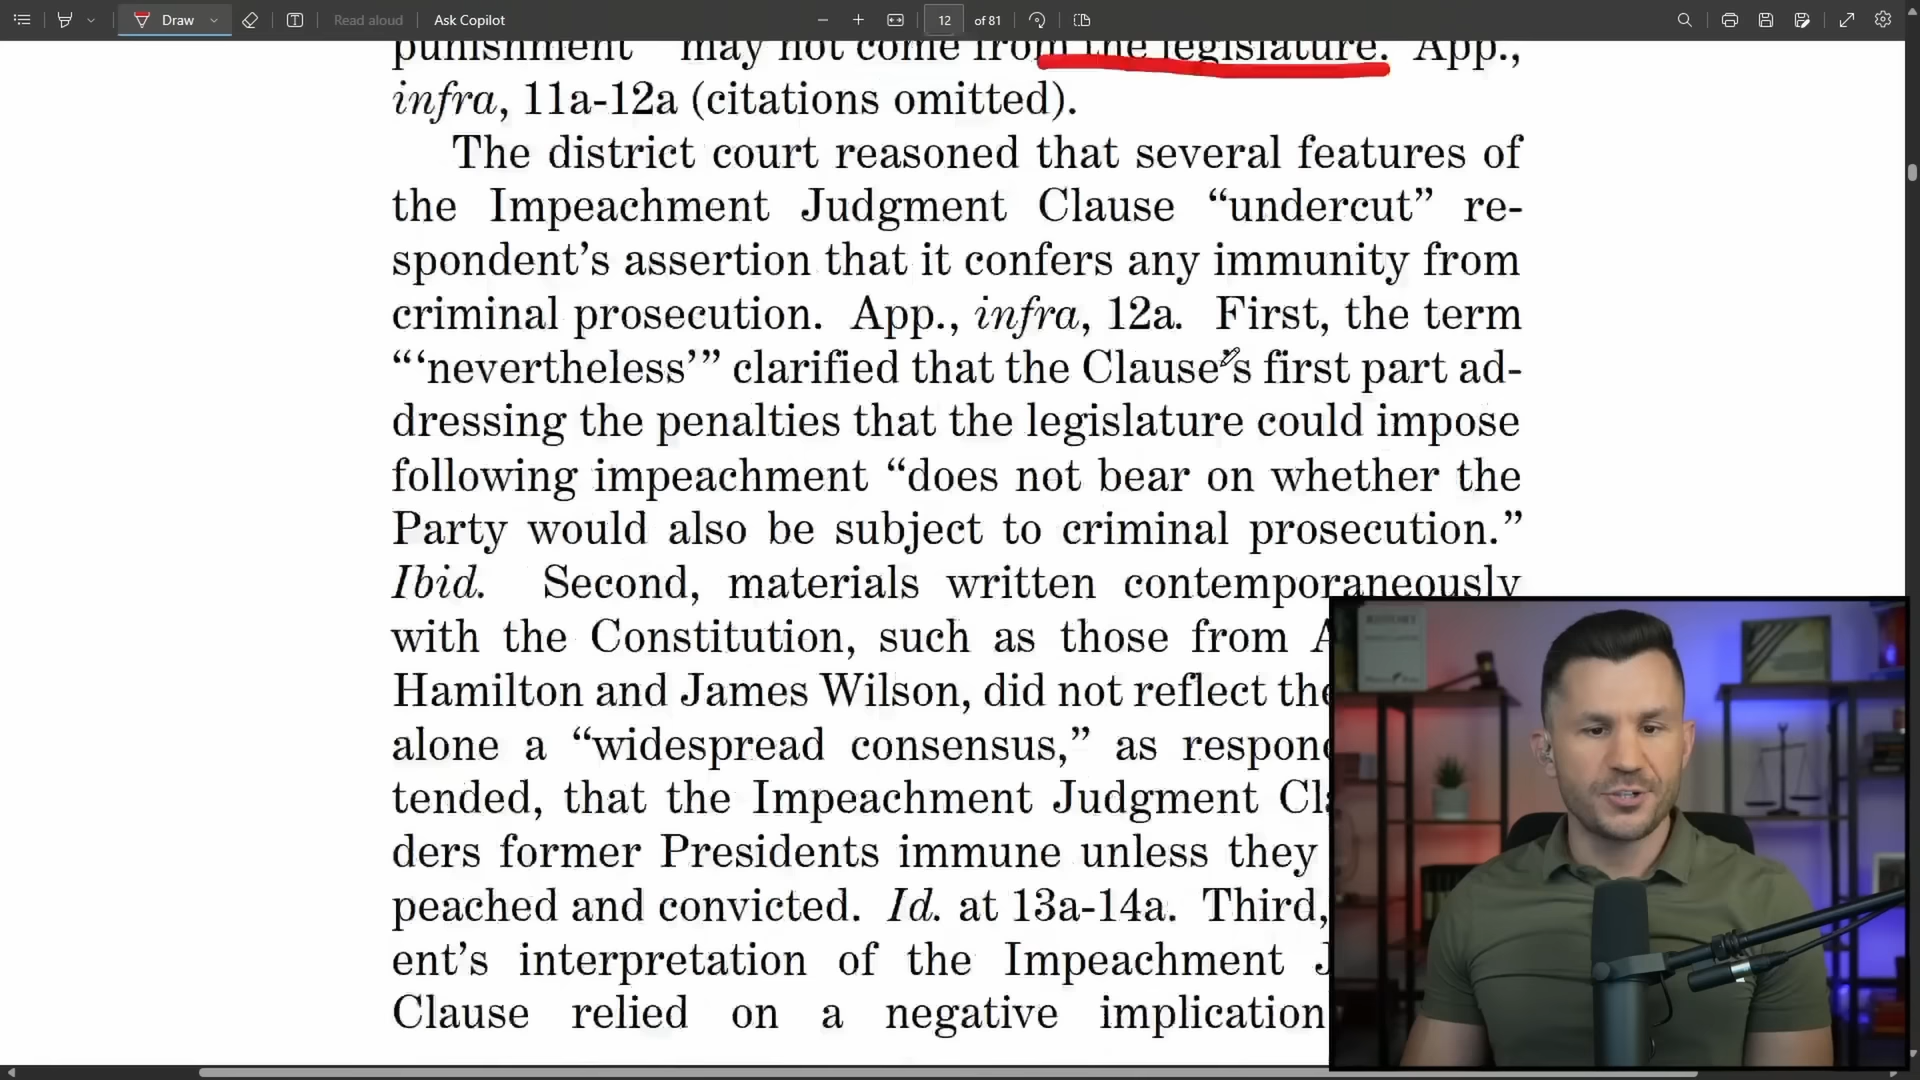 Draw
Read aloud
Ask Copilot
12 of 81
punishment may not come from the legislature. App.,
infra, 11a-12a (citations omitted).
The district court reasoned that several features of
the Impeachment Judgment Clause “undercut” re-
spondent’s assertion that it confers any immunity from
criminal prosecution. App., infra, 12a. First, the term
“‘nevertheless’” clarified that the Clause’s first part ad-
dressing the penalties that the legislature could impose
following impeachment “does not bear on whether the
Party would also be subject to criminal prosecution.”
Ibid. Second, materials written contemporaneously
with the Constitution, such as those from A
Hamilton and James Wilson, did not reflect the
alone a “widespread consensus,” as respon
tended, that the Impeachment Judgment Cla
ders former Presidents immune unless they
peached and convicted. Id. at 13a-14a. Third,
ent’s interpretation of the Impeachment J
Clause relied on a negative implication